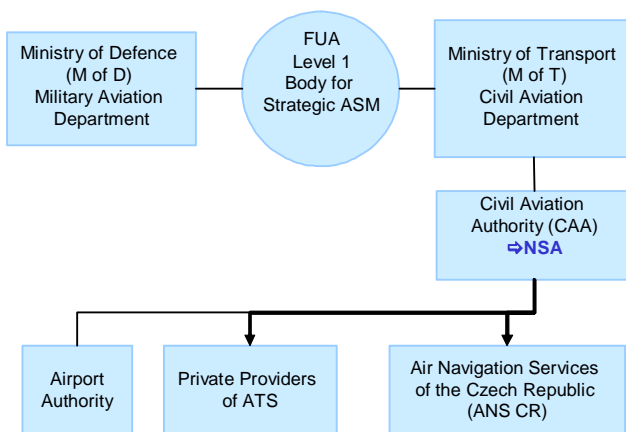 Ministry of Defence
(M of D)
Military Aviation
Department
FUA
Level 1
Body for
Strategic ASM
Ministry of Transport
(M of T)
Civil Aviation
Department
Civil Aviation
Authority (CAA)
⇨NSA
Airport
Authority
Private Providers
of ATS
Air Navigation Services
of the Czech Republic
(ANS CR)